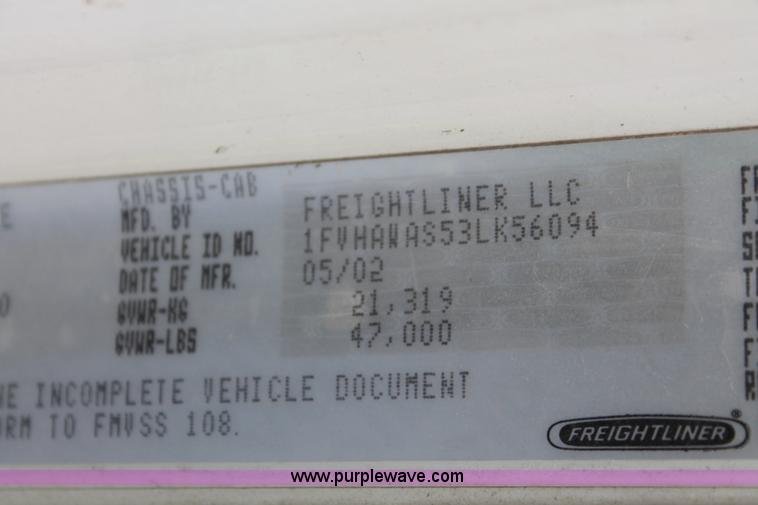 CHASSIS-CAB
MFD. BY FREIGHTLINER LLC
VEHICLE ID NO. 1FVHAWAS53LK56094
DATE OF MFR. 05/02
GVWR-KG 21,319
GVWR-LBS 47,000
INCOMPLETE VEHICLE DOCUMENT
TO FMVSS 108.
FREIGHTLINER®
www.purplewave.com